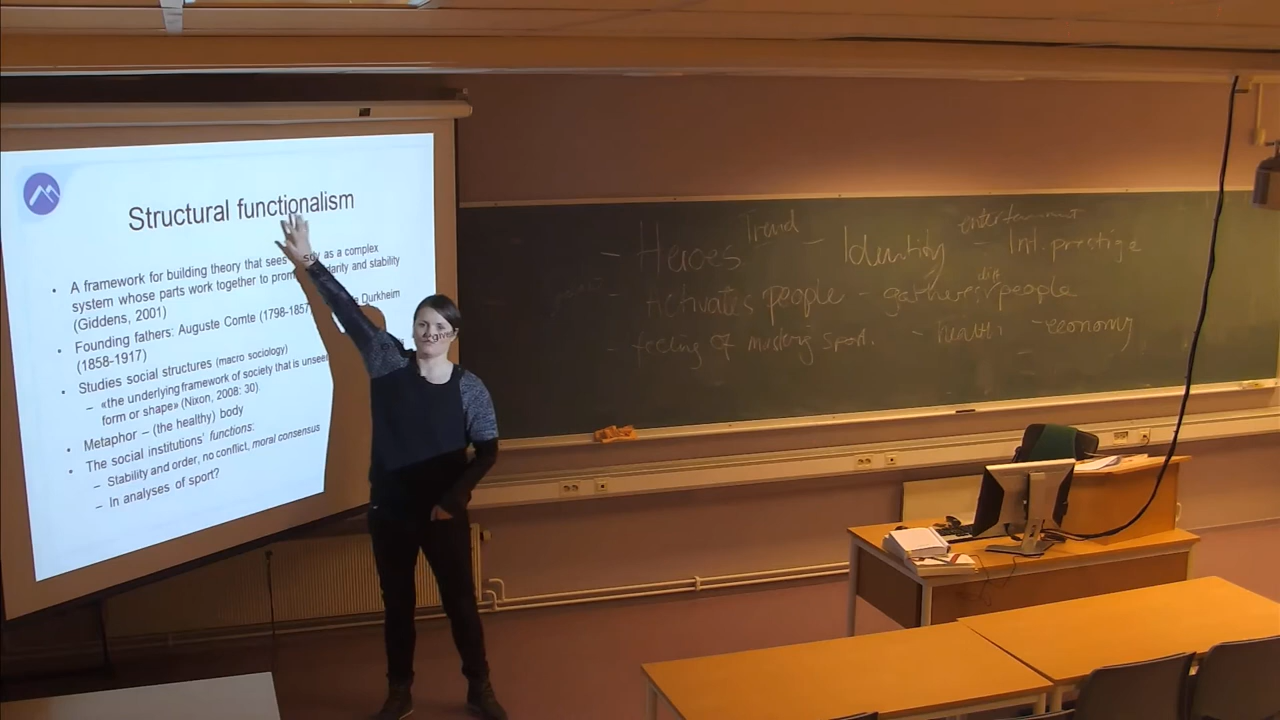 Structural functionalism
• A framework for building theory that sees as a complex
system whose parts work together to and stability
(Giddens, 2001)
• Founding fathers: Auguste Comte (1798-1857 Durkheim
(1858-1917)
• Studies social structures (macro sociology)
– «the underlying framework of society that is unseen
form or shape» (Nixon, 2008: 30)
• Metaphor – (the healthy) body
• The social institutions' functions:
– Stability and order, no conflict, moral consensus
– In analyses of sport?
Trend entertainment
– Heroes – Identity – Int. prestige
diff
– Activates people – gathers people
– feeling of mastering sport. – health – economy